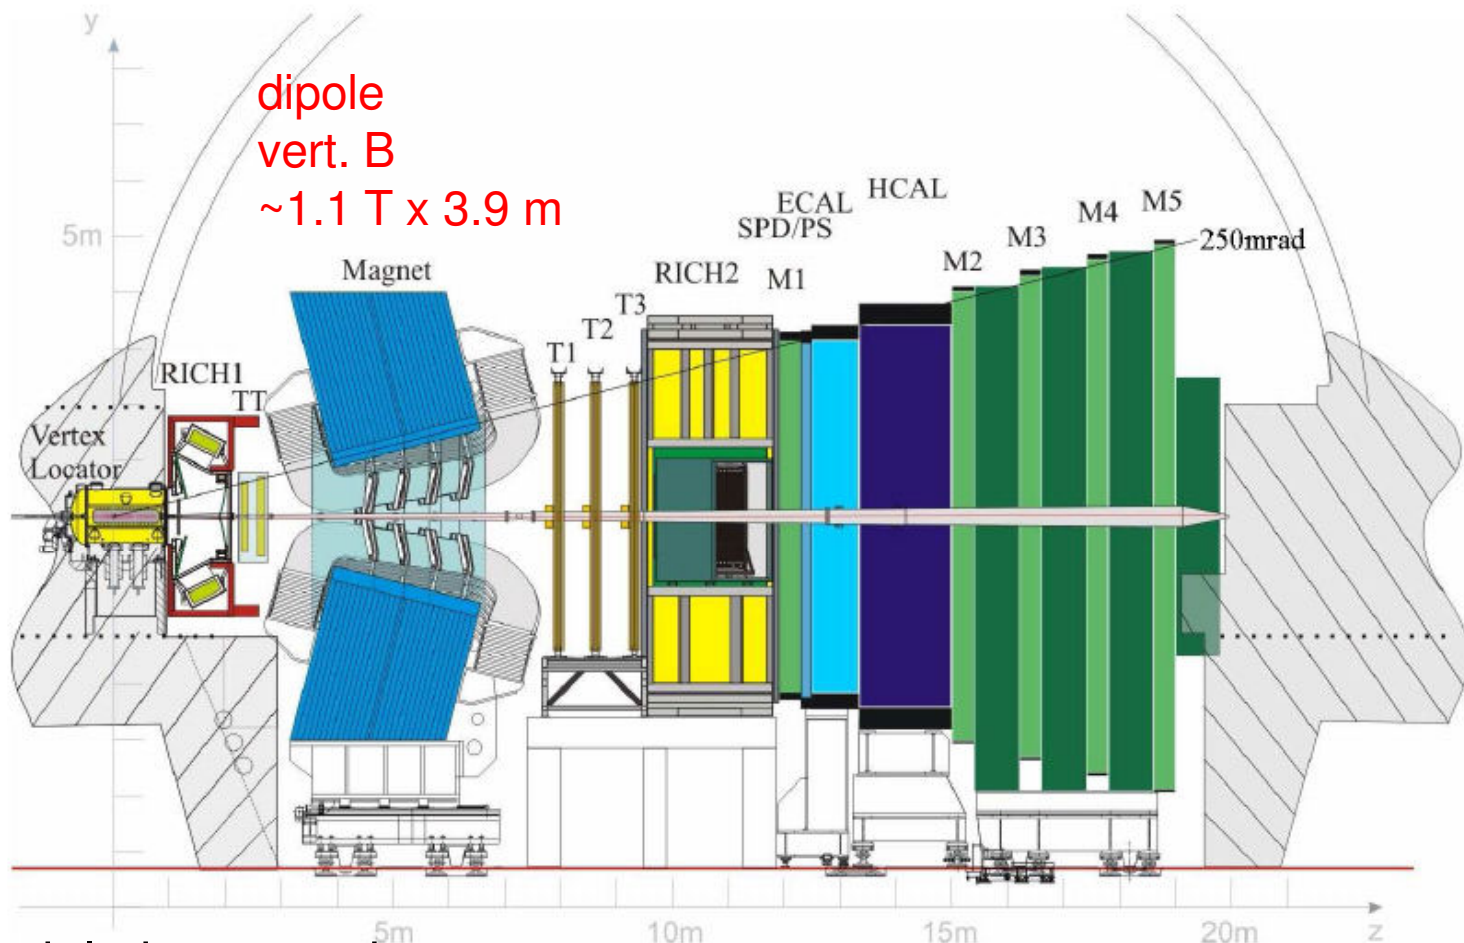 y
dipole
vert. B
~1.1 T x 3.9 m
5m
Magnet
RICH1
TT
Vertex
Locator
T1
T2
T3
RICH2
SPD/PS
ECAL
HCAL
M1
M2
M3
M4
M5
250mrad
5m
10m
15m
20m
z